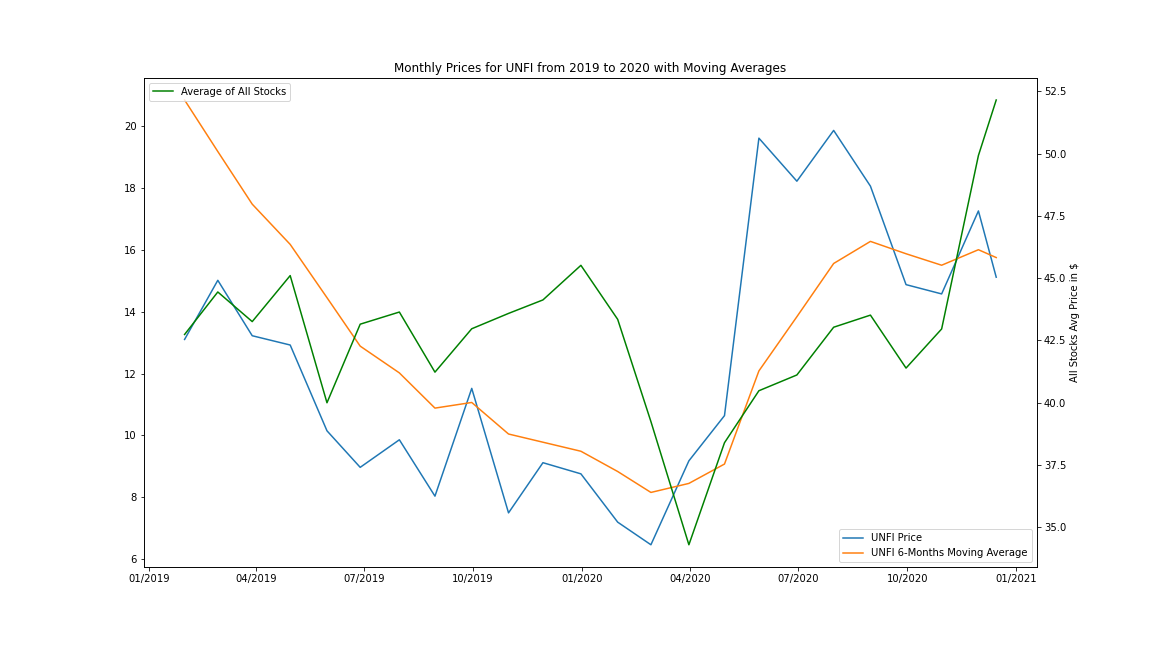 Monthly Prices for UNFI from 2019 to 2020 with Moving Averages
Average of All Stocks
20
18
16
14
12
10
8
6
52.5
50.0
47.5
45.0
42.5
40.0
37.5
35.0
All Stocks Avg Price in $
UNFI Price
UNFI 6-Months Moving Average
01/2019 04/2019 07/2019 10/2019 01/2020 04/2020 07/2020 10/2020 01/2021